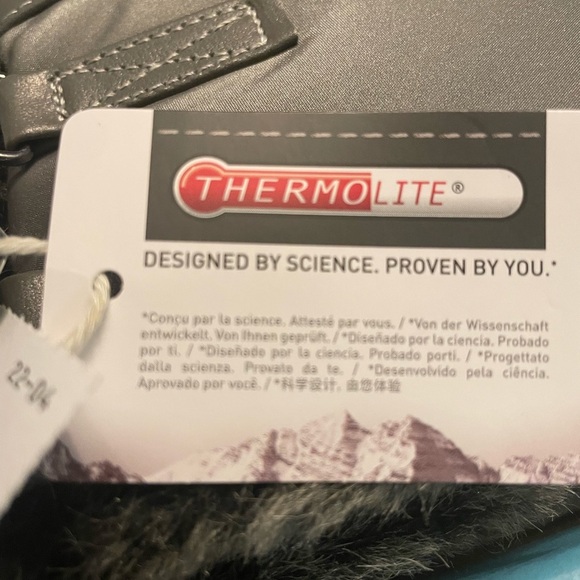 THERMOLITE®
DESIGNED BY SCIENCE. PROVEN BY YOU.*
*Conçu par la science. Attesté par vous. / *Von der Wissenschaft
entwickelt. Von Ihnen geprüft. / *Diseñado por la ciencia. Probado
por ti. / *Diseñado por la ciencia. Probado porti. / *Progettato
dalla scienza. Provato da te. / *Desenvolvido pela ciência.
Aprovado por você. / *科学设计, 由您体验
22-04